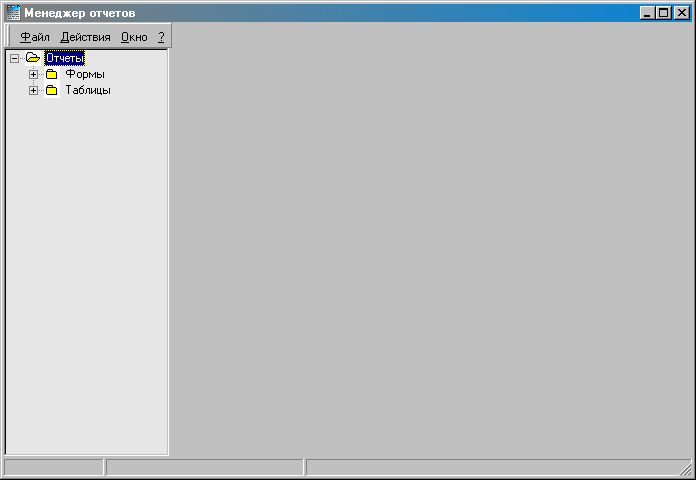 Менеджер отчетов
Файл Действия Окно ?
Отчеты
Формы
Таблицы